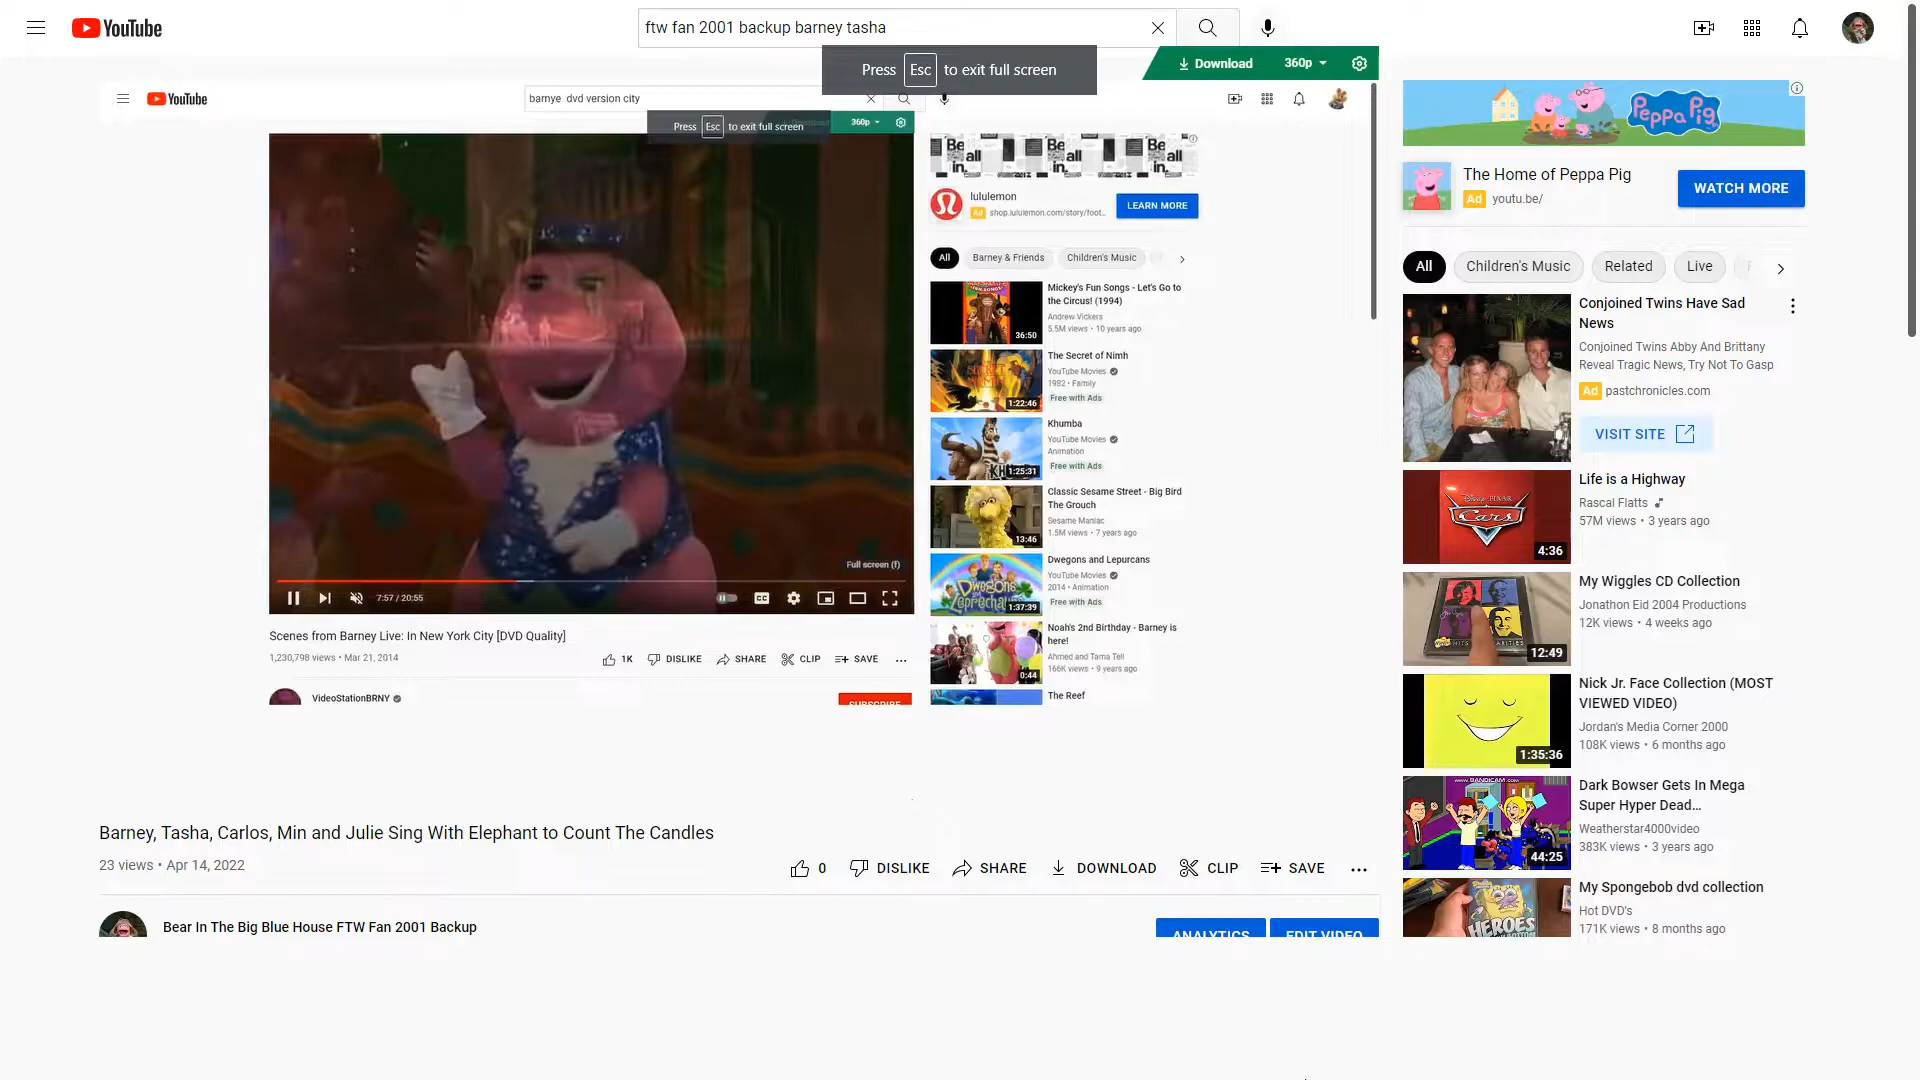 YouTube
ftw fan 2001 backup barney tasha
Press Esc to exit full screen
Download 360p
YouTube
barnye dvd version city
Press Esc to exit full screen
360p
Be all in. Be all in. Be all in.
lululemon
Ad shop.lululemon.com/story/foot...
LEARN MORE
All Barney & Friends Children's Music
Mickey's Fun Songs - Let's Go to
the Circus! (1994)
Andrew Vickers
5.5M views • 10 years ago
36:50
The Secret of Nimh
YouTube Movies
1982 • Family
Free with Ads
1:22:46
Khumba
YouTube Movies
Animation
Free with Ads
1:25:31
Classic Sesame Street - Big Bird
The Grouch
Sesame Maniac
1.5M views • 7 years ago
13:46
Dwegons and Lepurcans
YouTube Movies
2014 • Animation
Free with Ads
1:37:39
Noah's 2nd Birthday - Barney is
here!
Ahmed and Tama Tell
166K views • 9 years ago
0:44
The Reef
Full screen (f)
7:57 / 20:55
CC
Scenes from Barney Live: In New York City [DVD Quality]
1,230,798 views • Mar 21, 2014
1K DISLIKE SHARE CLIP SAVE
VideoStationBRNY
SUBSCRIBE
Barney, Tasha, Carlos, Min and Julie Sing With Elephant to Count The Candles
23 views • Apr 14, 2022
0 DISLIKE SHARE DOWNLOAD CLIP SAVE
Bear In The Big Blue House FTW Fan 2001 Backup
ANALYTICS EDIT VIDEO
Peppa Pig
The Home of Peppa Pig
Ad youtu.be/
WATCH MORE
All Children's Music Related Live
Conjoined Twins Have Sad
News
Conjoined Twins Abby And Brittany
Reveal Tragic News, Try Not To Gasp
Ad pastchronicles.com
VISIT SITE
Disney PIXAR
Cars
4:36
Life is a Highway
Rascal Flatts
57M views • 3 years ago
My Wiggles CD Collection
Jonathon Eid 2004 Productions
12K views • 4 weeks ago
12:49
Nick Jr. Face Collection (MOST
VIEWED VIDEO)
Jordan's Media Corner 2000
108K views • 6 months ago
1:35:36
WWW.BANDICAM.COM
Dark Bowser Gets In Mega
Super Hyper Dead...
Weatherstar4000video
383K views • 3 years ago
44:25
My Spongebob dvd collection
Hot DVD's
171K views • 8 months ago
HEROES